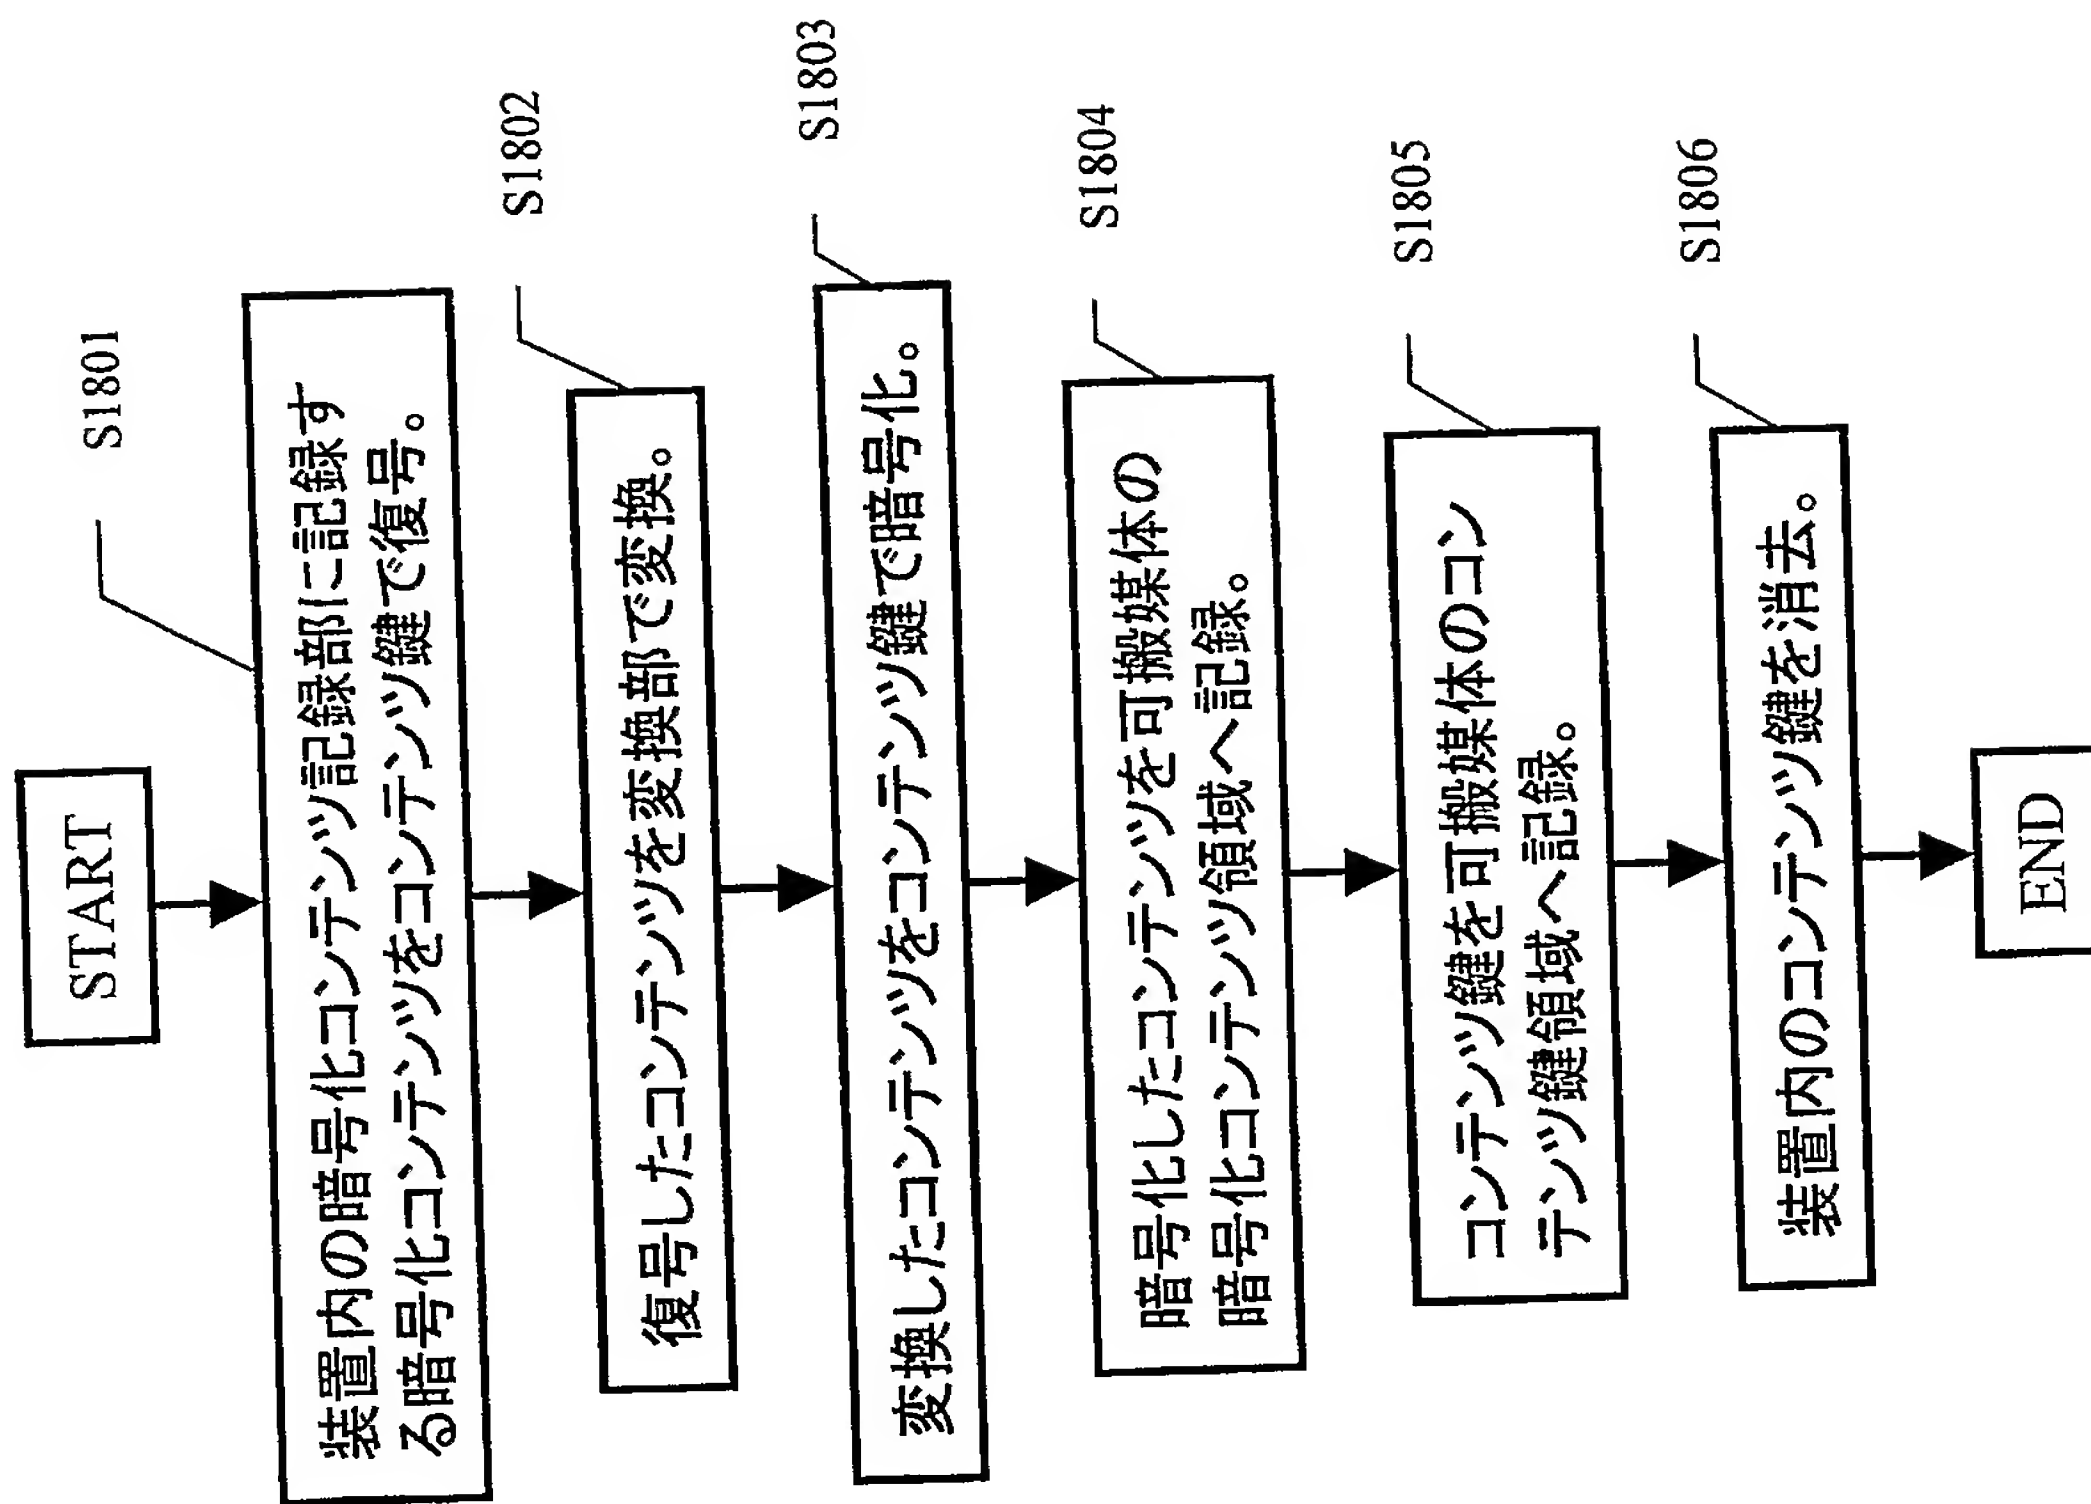 START
S1801
装置内の暗号化コンテンツ記録部に記録す
る暗号化コンテンツをコンテンツ鍵で復号。
S1802
復号したコンテンツを変換部で変換。
S1803
変換したコンテンツをコンテンツ鍵で暗号化。
S1804
暗号化したコンテンツを可搬媒体の
暗号化コンテンツ領域へ記録。
S1805
コンテンツ鍵を可搬媒体のコン
テンツ鍵領域へ記録。
S1806
装置内のコンテンツ鍵を消去。
END